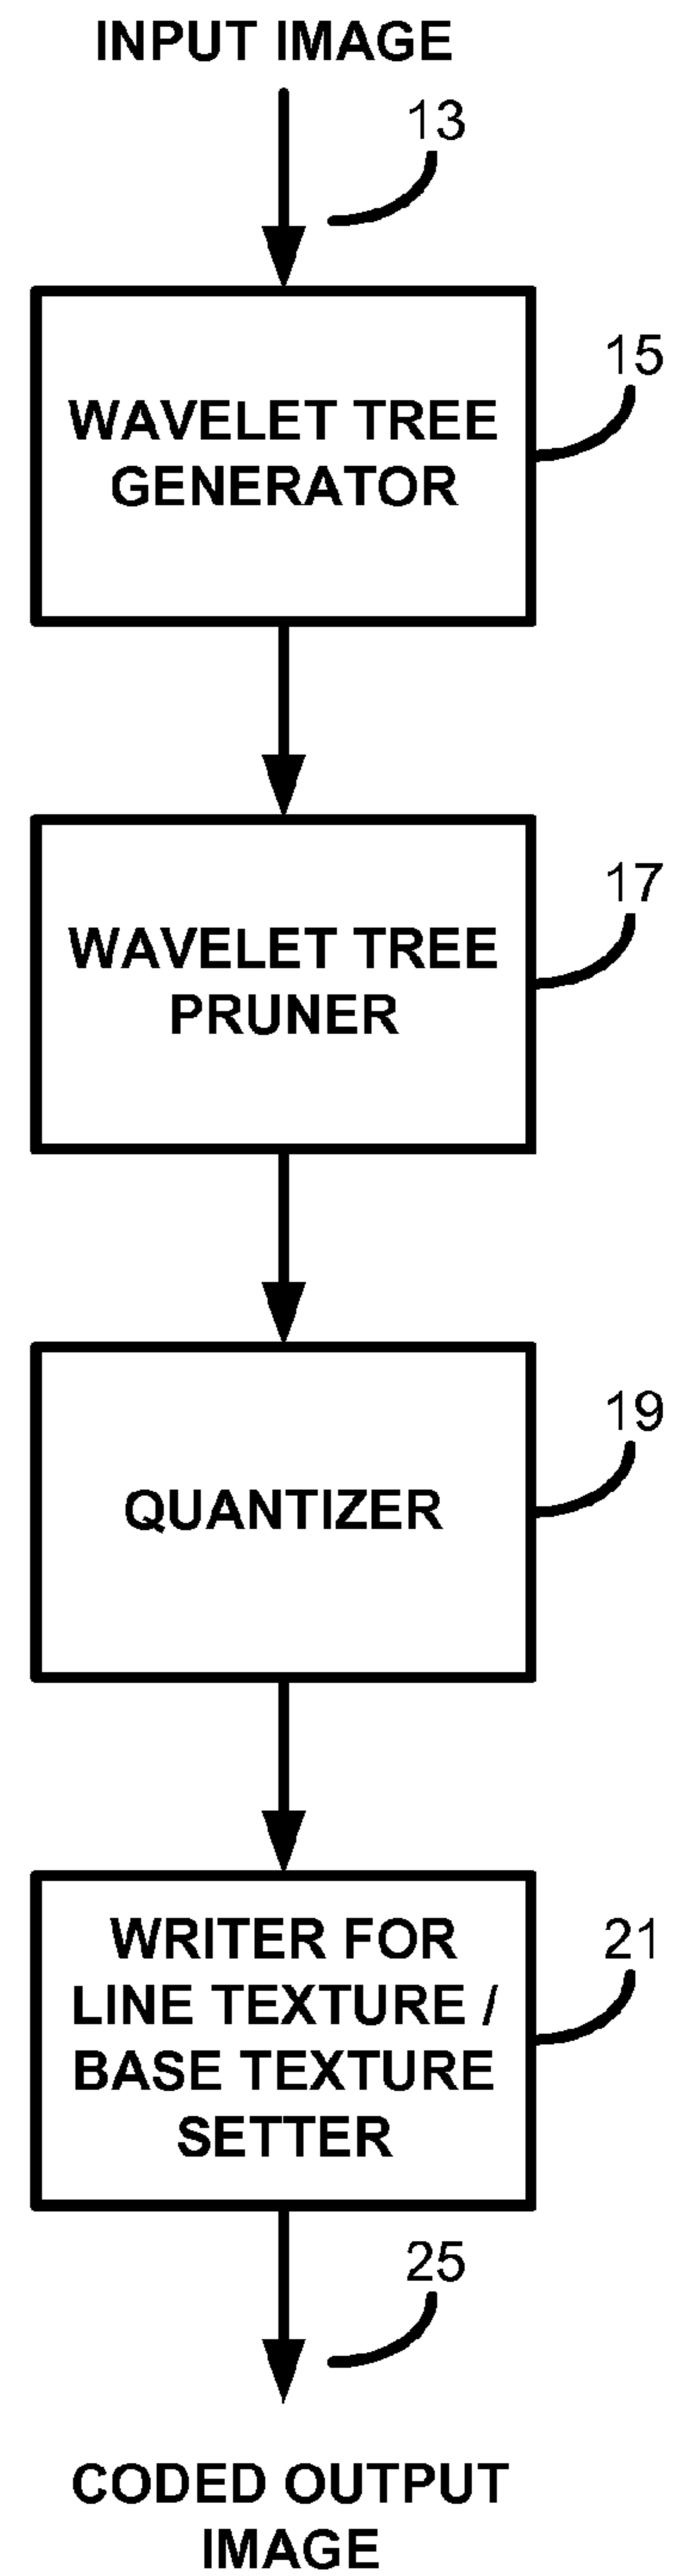 INPUT IMAGE
13
WAVELET TREE
GENERATOR
15
WAVELET TREE
PRUNER
17
QUANTIZER
19
WRITER FOR
LINE TEXTURE /
BASE TEXTURE
SETTER
21
25
CODED OUTPUT
IMAGE